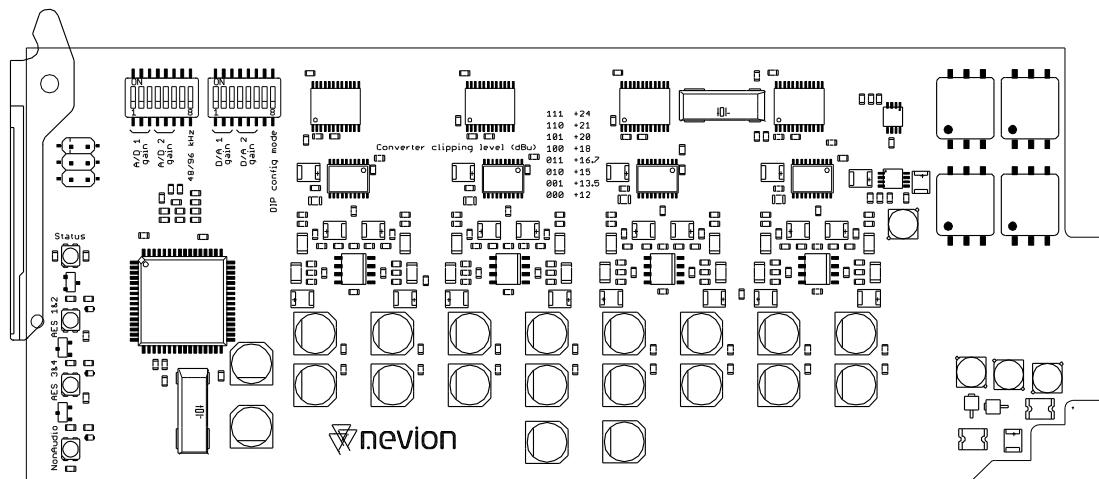 ON
1 8
ON
1 8
A/D 1
gain
A/D 2
gain
48/96 kHz
D/A 1
gain
D/A 2
gain
DIP config mode
Converter clipping level (dBu)
111 +24
110 +21
101 +20
100 +18
011 +16.7
010 +15
001 +13.5
000 +12
Status
AES 1&2
AES 3&4
NonAudio
nevion